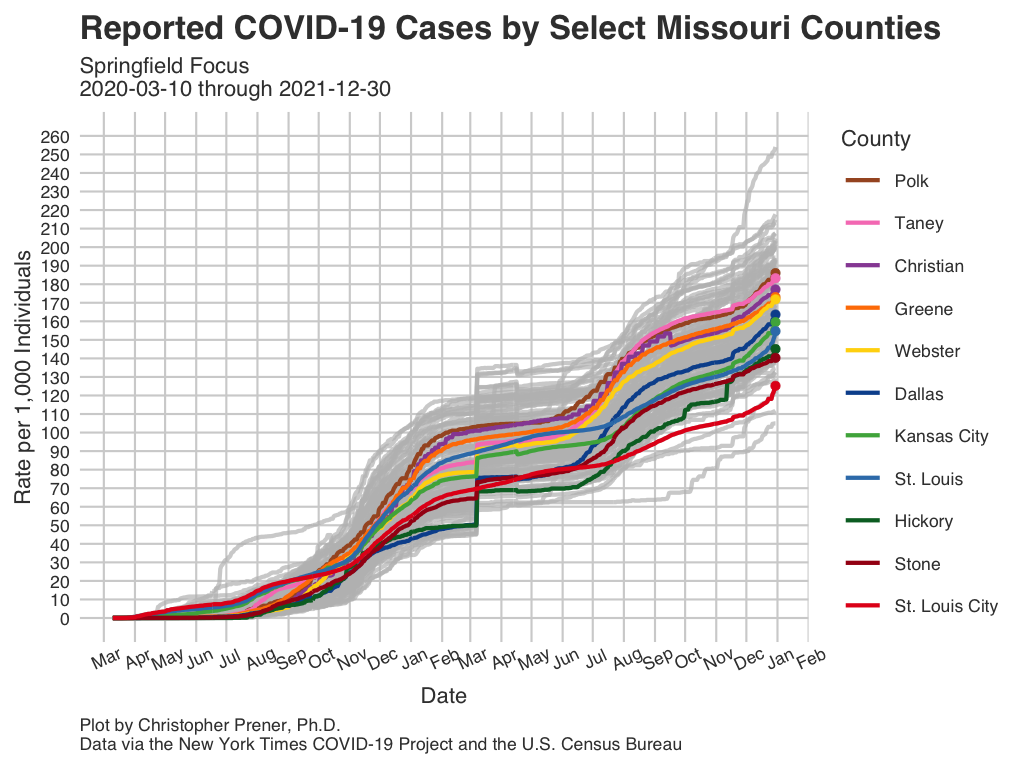 Reported COVID-19 Cases by Select Missouri Counties
Springfield Focus
2020-03-10 through 2021-12-30
Rate per 1,000 Individuals
260
250
240
230
220
210
200
190
180
170
160
150
140
130
120
110
100
90
80
70
60
50
40
30
20
10
0
Mar Apr May Jun Jul Aug Sep Oct Nov Dec Jan Feb Mar Apr May Jun Jul Aug Sep Oct Nov Dec Jan Feb
Date
County
Polk
Taney
Christian
Greene
Webster
Dallas
Kansas City
St. Louis
Hickory
Stone
St. Louis City
Plot by Christopher Prener, Ph.D.
Data via the New York Times COVID-19 Project and the U.S. Census Bureau